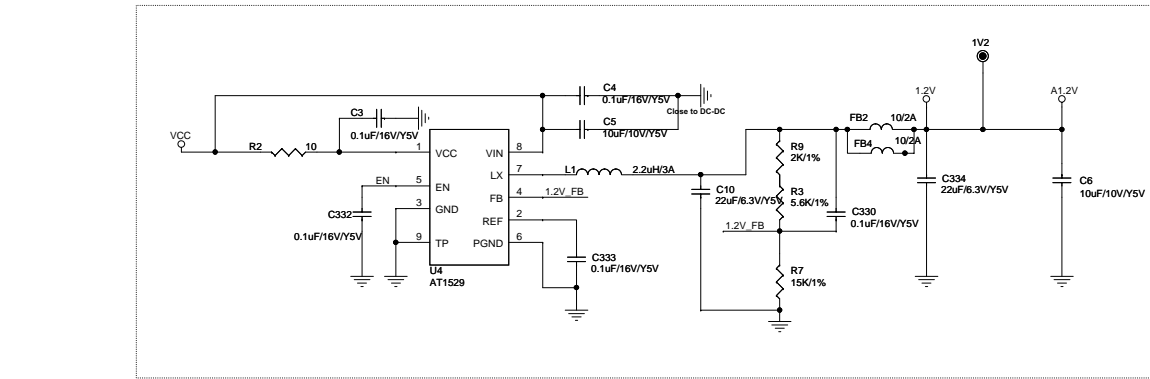 1V2
1.2V
A1.2V
C4
0.1uF/16V/Y5V
Close to DC-DC
C5
10uF/10V/Y5V
C3
0.1uF/16V/Y5V
VCC
R2
10
FB2
10/2A
10/2A
FB4
1
VCC
VIN
8
LX
7
L1
2.2uH/3A
R9
2K/1%
EN
5
EN
FB
4
1.2V_FB
C10
22uF/6.3V/Y5V
R3
5.6K/1%
C334
22uF/6.3V/Y5V
C6
10uF/10V/Y5V
3
GND
REF
2
C332
0.1uF/16V/Y5V
C330
0.1uF/16V/Y5V
1.2V_FB
9
TP
PGND
6
C333
0.1uF/16V/Y5V
U4
AT1529
R7
15K/1%